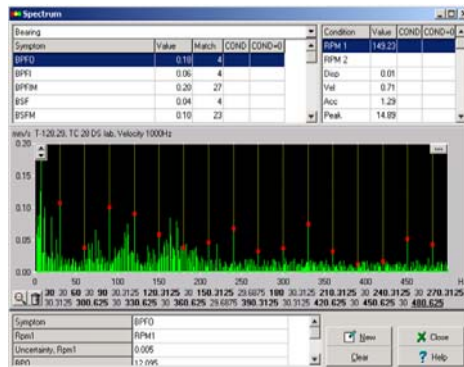 Spectrum
Bearing
Symptom Value Match COND COND=0
BPFO 0.10 4
BPFI 0.06 4
BPFIM 0.20 27
BSF 0.04 4
BSFM 0.10 23
Condition Value COND COND=0
RPM 1 149.23
RPM 2
Disp 0.01
Vel 0.71
Acc 1.29
Peak 14.89
mm/s T-128.29, TC 28 DS lab, Velocity 1000Hz
0.20
0.15
0.10
0.05
0.00
0 50 100 150 200 250 300 350 400 450 H
30 30 60 30 90 30.3125 120.3125 30 150.3125 29.6875 180 30.3125 210.3125 30 240.3125 30 270.3125
30 30.3125 300.625 30 330.625 30 360.625 29.6875 390.3125 30.3125 420.625 30 450.625 30 480.625
Symptom BPFO
Rpm1 RPM1
Uncertainty, Rpm1 0.005
BPO 12.095
New
Close
Clear
Help